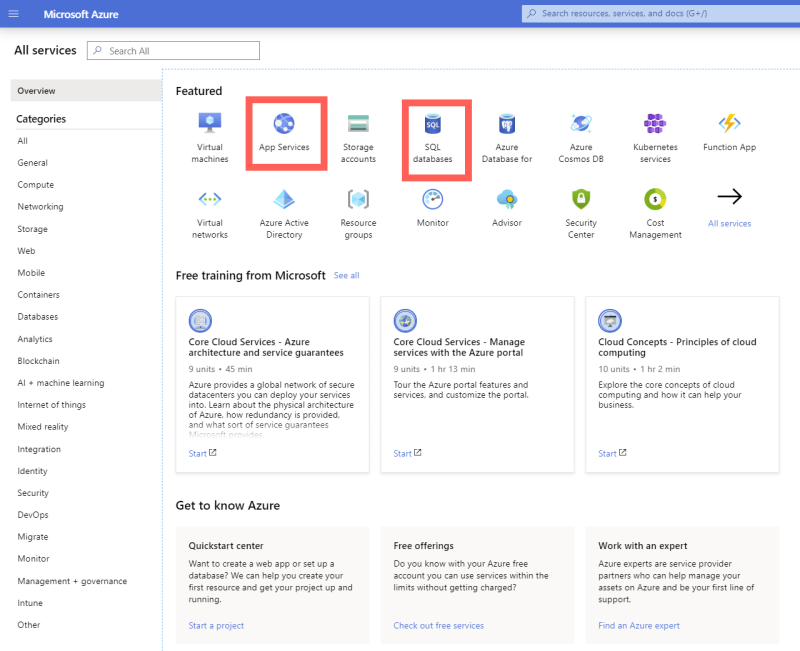 Microsoft Azure
Search resources, services, and docs (G+/)
All services
Search All
Overview
Categories
All
General
Compute
Networking
Storage
Web
Mobile
Containers
Databases
Analytics
Blockchain
AI + machine learning
Internet of things
Mixed reality
Integration
Identity
Security
DevOps
Migrate
Monitor
Management + governance
Intune
Other
Featured
Virtual
machines
App Services
Storage
accounts
SQL
SQL
databases
Azure
Database for
Azure
Cosmos DB
Kubernetes
services
Function App
Virtual
networks
Azure Active
Directory
Resource
groups
Monitor
Advisor
Security
Center
Cost
Management
All services
Free training from Microsoft See all
Core Cloud Services - Azure
architecture and service guarantees
9 units • 45 min
Azure provides a global network of secure
datacenters you can deploy your services
into. Learn about the physical architecture
of Azure, how redundancy is provided,
and what sort of service guarantees
Microsoft provides.
Start
Core Cloud Services - Manage
services with the Azure portal
9 units • 1 hr 13 min
Tour the Azure portal features and
services, and customize the portal.
Start
Cloud Concepts - Principles of cloud
computing
10 units • 1 hr 2 min
Explore the core concepts of cloud
computing and how it can help your
business.
Start
Get to know Azure
Quickstart center
Want to create a web app or set up a
database? We can help you create your
first resource and get your project up and
running.
Start a project
Free offerings
Do you know with your Azure free
account you can use services within the
limits without getting charged?
Check out free services
Work with an expert
Azure experts are service provider
partners who can help manage your
assets on Azure and be your first line of
support.
Find an Azure expert